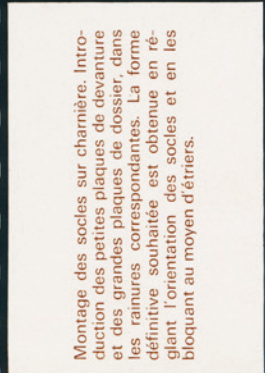 Montage des socles sur charnière. Intro-
duction des petites plaques de devanture
et des grandes plaques de dossier, dans
les rainures correspondantes. La forme
définitive souhaitée est obtenue en ré-
glant l'orientation des socles et en les
bloquant au moyen d'étriers.